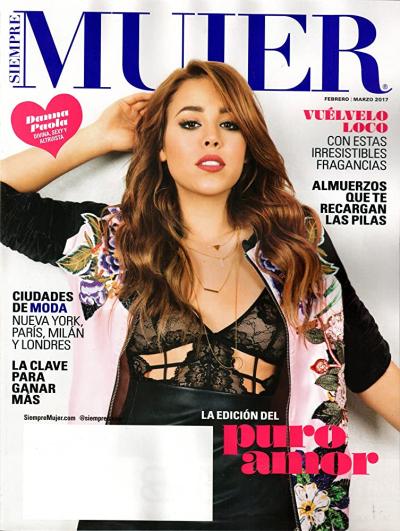 SIEMPRE
MUJER
FEBRERO | MARZO 2017
Danna
Paola
DIVINA, SEXY Y
ALTRUISTA
VUÉLVELO
LOCO
CON ESTAS
IRRESISTIBLES
FRAGANCIAS
ALMUERZOS
QUE TE
RECARGAN
LAS PILAS
CIUDADES
DE MODA
NUEVA YORK,
PARÍS, MILÁN
Y LONDRES
LA CLAVE
PARA
GANAR
MÁS
SiempreMujer.com
LA EDICIÓN DEL
puro
amor